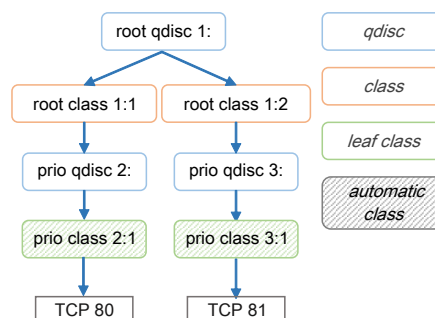 root qdisc 1:
qdisc
root class 1:1
root class 1:2
class
prio qdisc 2:
prio qdisc 3:
leaf class
prio class 2:1
prio class 3:1
automatic
class
TCP 80
TCP 81